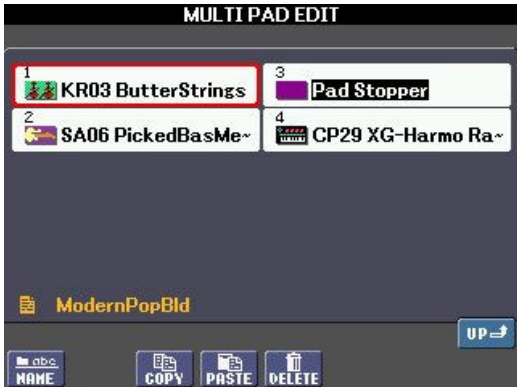 MULTI PAD EDIT
1
KR03 ButterStrings
3
Pad Stopper
2
SA06 PickedBasMe~
4
CP29 XG-Harmo Ra~
ModernPopBld
UP
abc
NAME
COPY
PASTE
DELETE